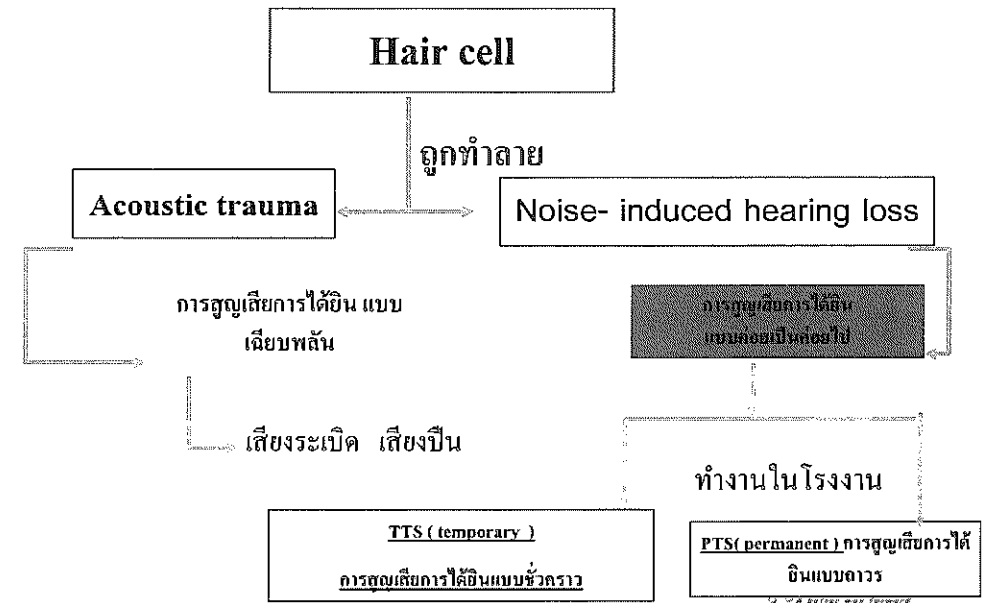 Hair cell
ถูกทำลาย
Acoustic trauma
Noise- induced hearing loss
การสูญเสียการได้ยิน แบบ
เฉียบพลัน
การสูญเสียการได้ยิน
แบบค่อยเป็นค่อยไป
เสียงระเบิด เสียงปืน
ทำงานในโรงงาน
TTS ( temporary )
การสูญเสียการได้ยินแบบชั่วคราว
PTS( permanent ) การสูญเสียการได้
ยินแบบถาวร